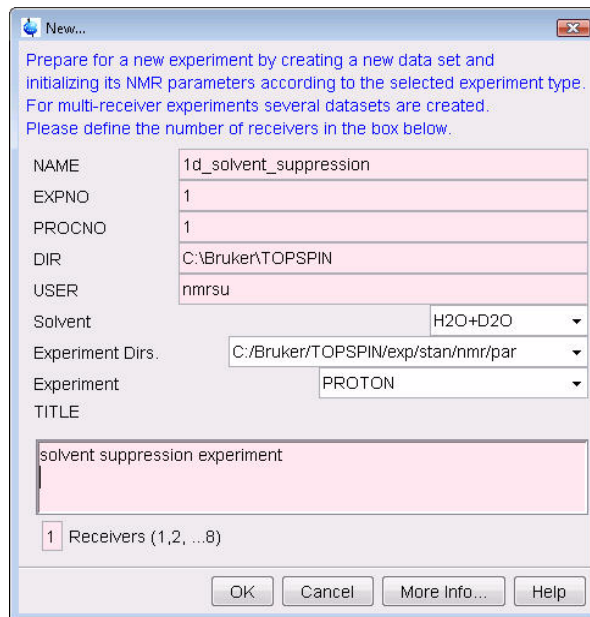 New...
Prepare for a new experiment by creating a new data set and
initializing its NMR parameters according to the selected experiment type.
For multi-receiver experiments several datasets are created.
Please define the number of receivers in the box below.
NAME 1d_solvent_suppression
EXPNO 1
PROCNO 1
DIR C:\Bruker\TOPSPIN
USER nmrsu
Solvent H2O+D2O
Experiment Dirs. C:/Bruker/TOPSPIN/exp/stan/nmr/par
Experiment PROTON
TITLE
solvent suppression experiment
1 Receivers (1,2, ...8)
OK Cancel More Info... Help